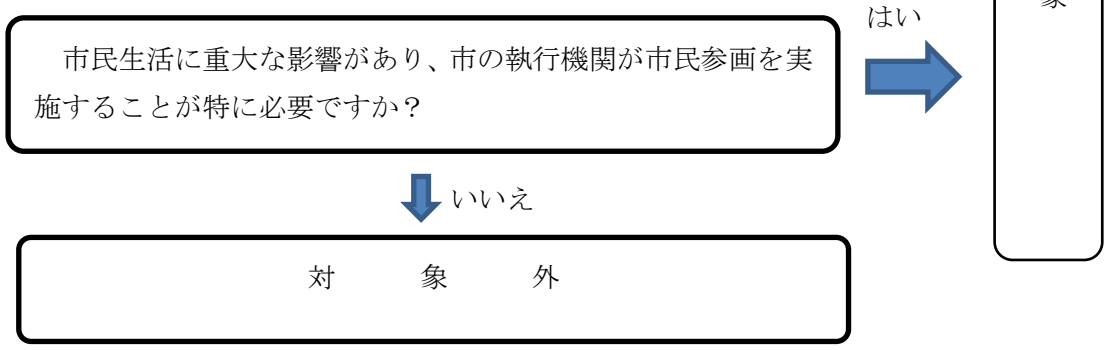 はい
市民生活に重大な影響があり、市の執行機関が市民参画を実
施することが特に必要ですか?
いいえ
対 象 外